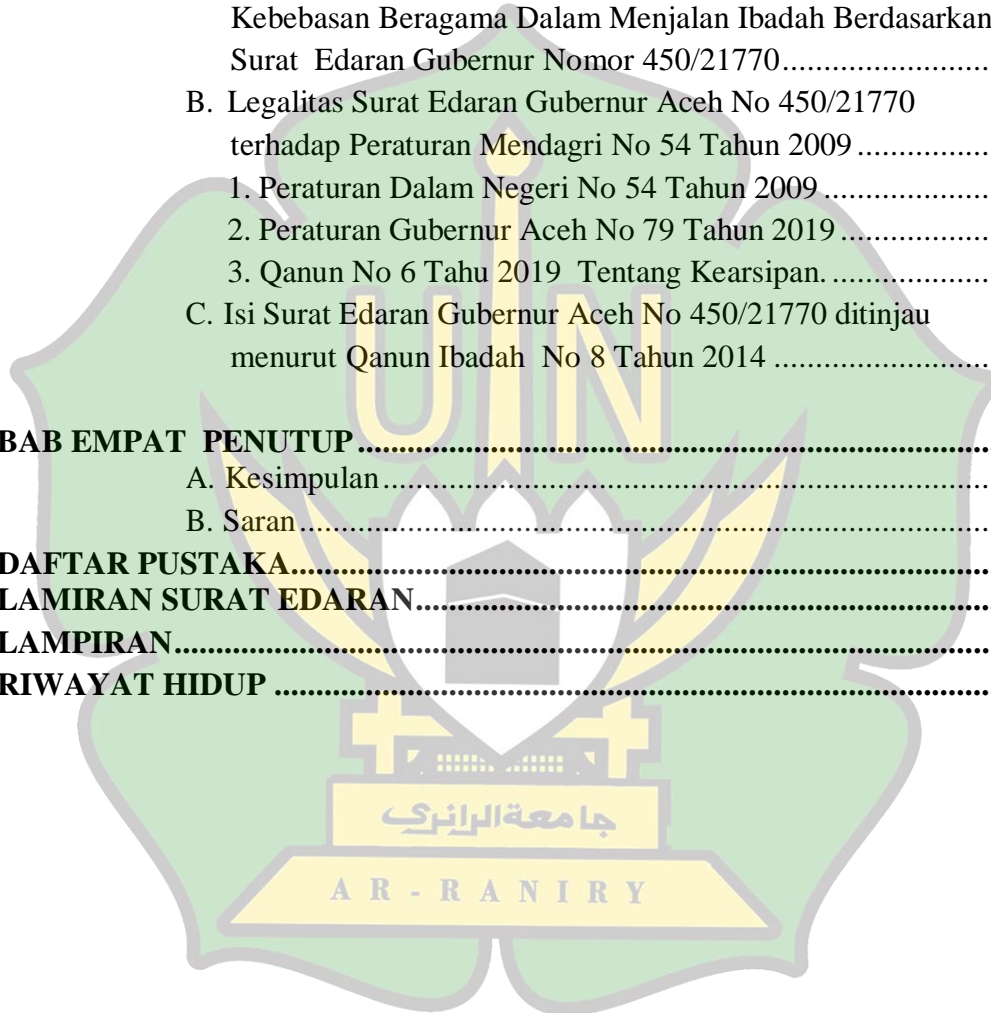 Kebebasan Beragama Dalam Menjalan Ibadah Berdasarkan
Surat Edaran Gubernur Nomor 450/21770........................
B. Legalitas Surat Edaran Gubernur Aceh No 450/21770
terhadap Peraturan Mendagri No 54 Tahun 2009 ...............
1. Peraturan Dalam Negeri No 54 Tahun 2009 ..................
2. Peraturan Gubernur Aceh No 79 Tahun 2019 ................
3. Qanun No 6 Tahu 2019 Tentang Kearsipan. .................
C. Isi Surat Edaran Gubernur Aceh No 450/21770 ditinjau
menurut Qanun Ibadah No 8 Tahun 2014 ........................
BAB EMPAT PENUTUP ........................................................
A. Kesimpulan ..................................................................
B. Saran ...........................................................................
DAFTAR PUSTAKA..............................................................
LAMIRAN SURAT EDARAN..................................................
LAMPIRAN...........................................................................
RIWAYAT HIDUP .................................................................
UIN
جامعةالرانري
AR-RANIRY